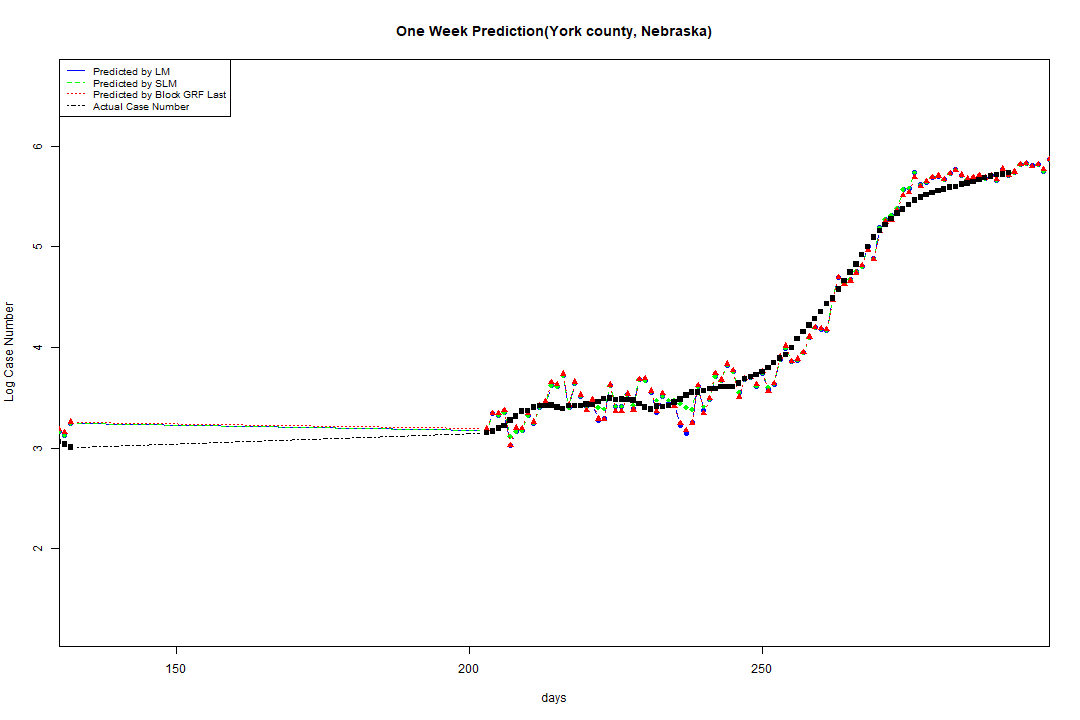 One Week Prediction(York county, Nebraska)
Predicted by LM
Predicted by SLM
Predicted by Block GRF Last
Actual Case Number
6
5
4
3
2
Log Case Number
150
200
250
days